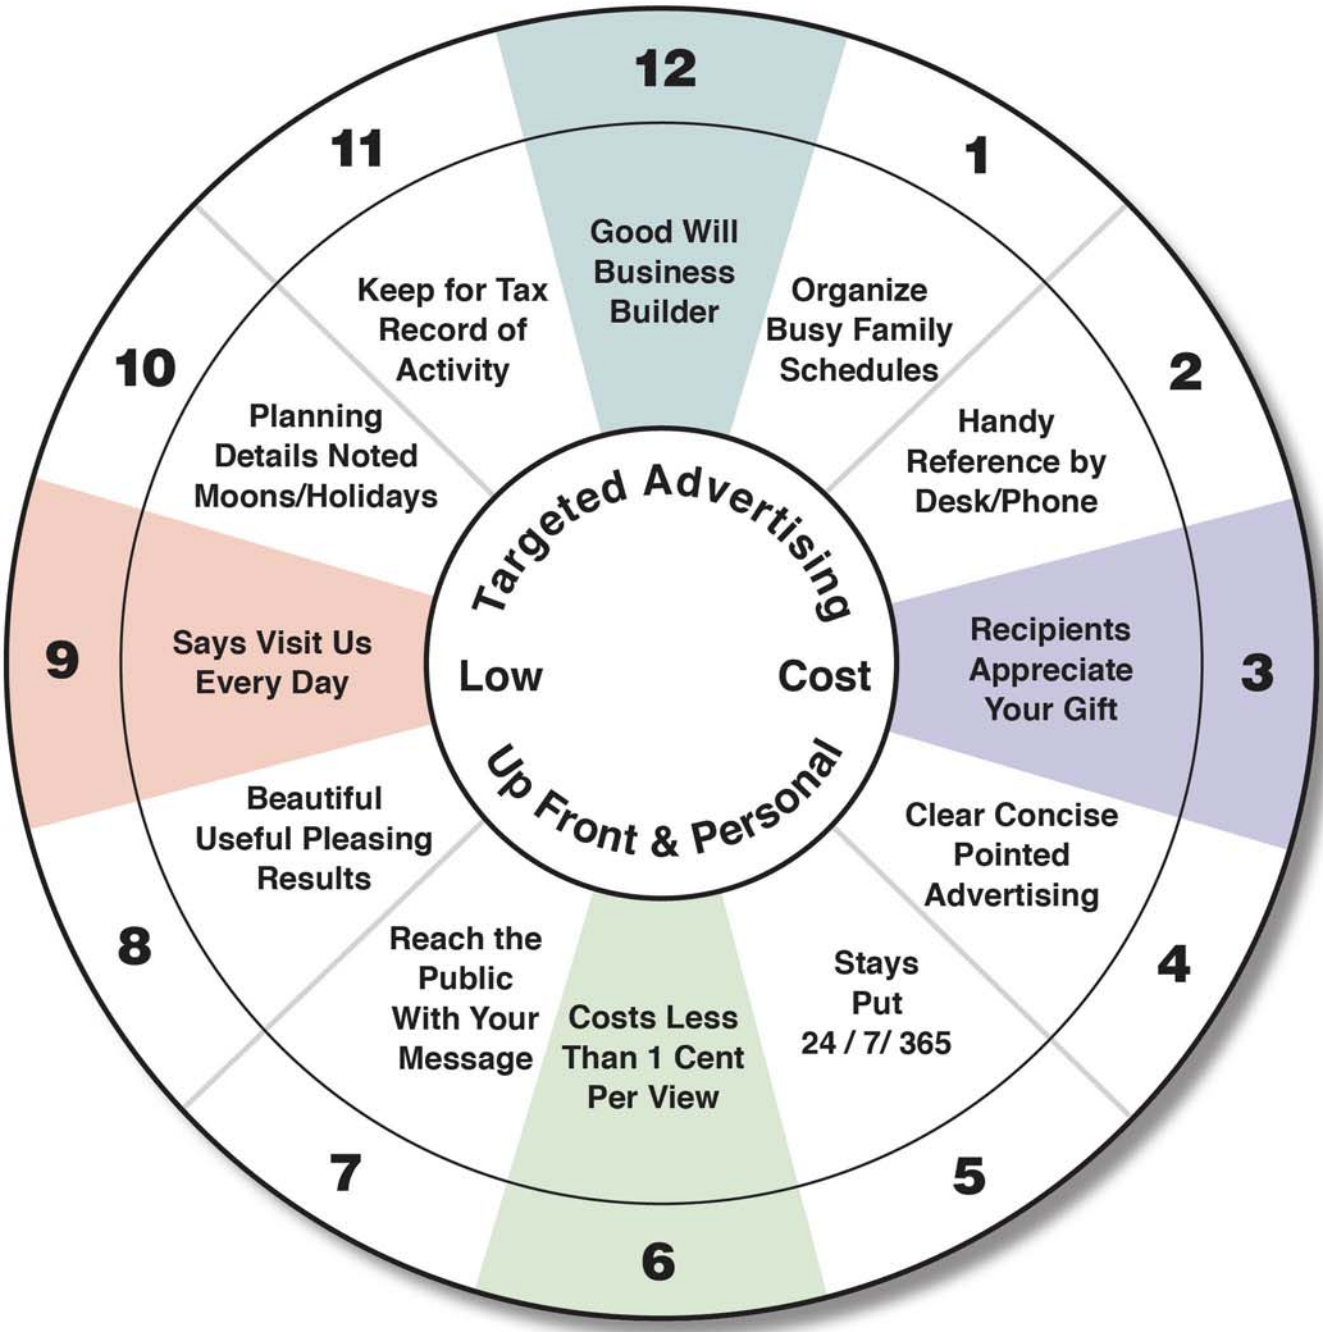 12
Good Will
Business
Builder
1
Organize
Busy Family
Schedules
2
Handy
Reference by
Desk/Phone
3
Recipients
Appreciate
Your Gift
4
Clear Concise
Pointed
Advertising
5
Stays
Put
24 / 7/ 365
6
Costs Less
Than 1 Cent
Per View
7
Reach the
Public
With Your
Message
8
Beautiful
Useful Pleasing
Results
9
Says Visit Us
Every Day
10
Planning
Details Noted
Moons/Holidays
11
Keep for Tax
Record of
Activity
Targeted Advertising
Low Cost
Up Front & Personal